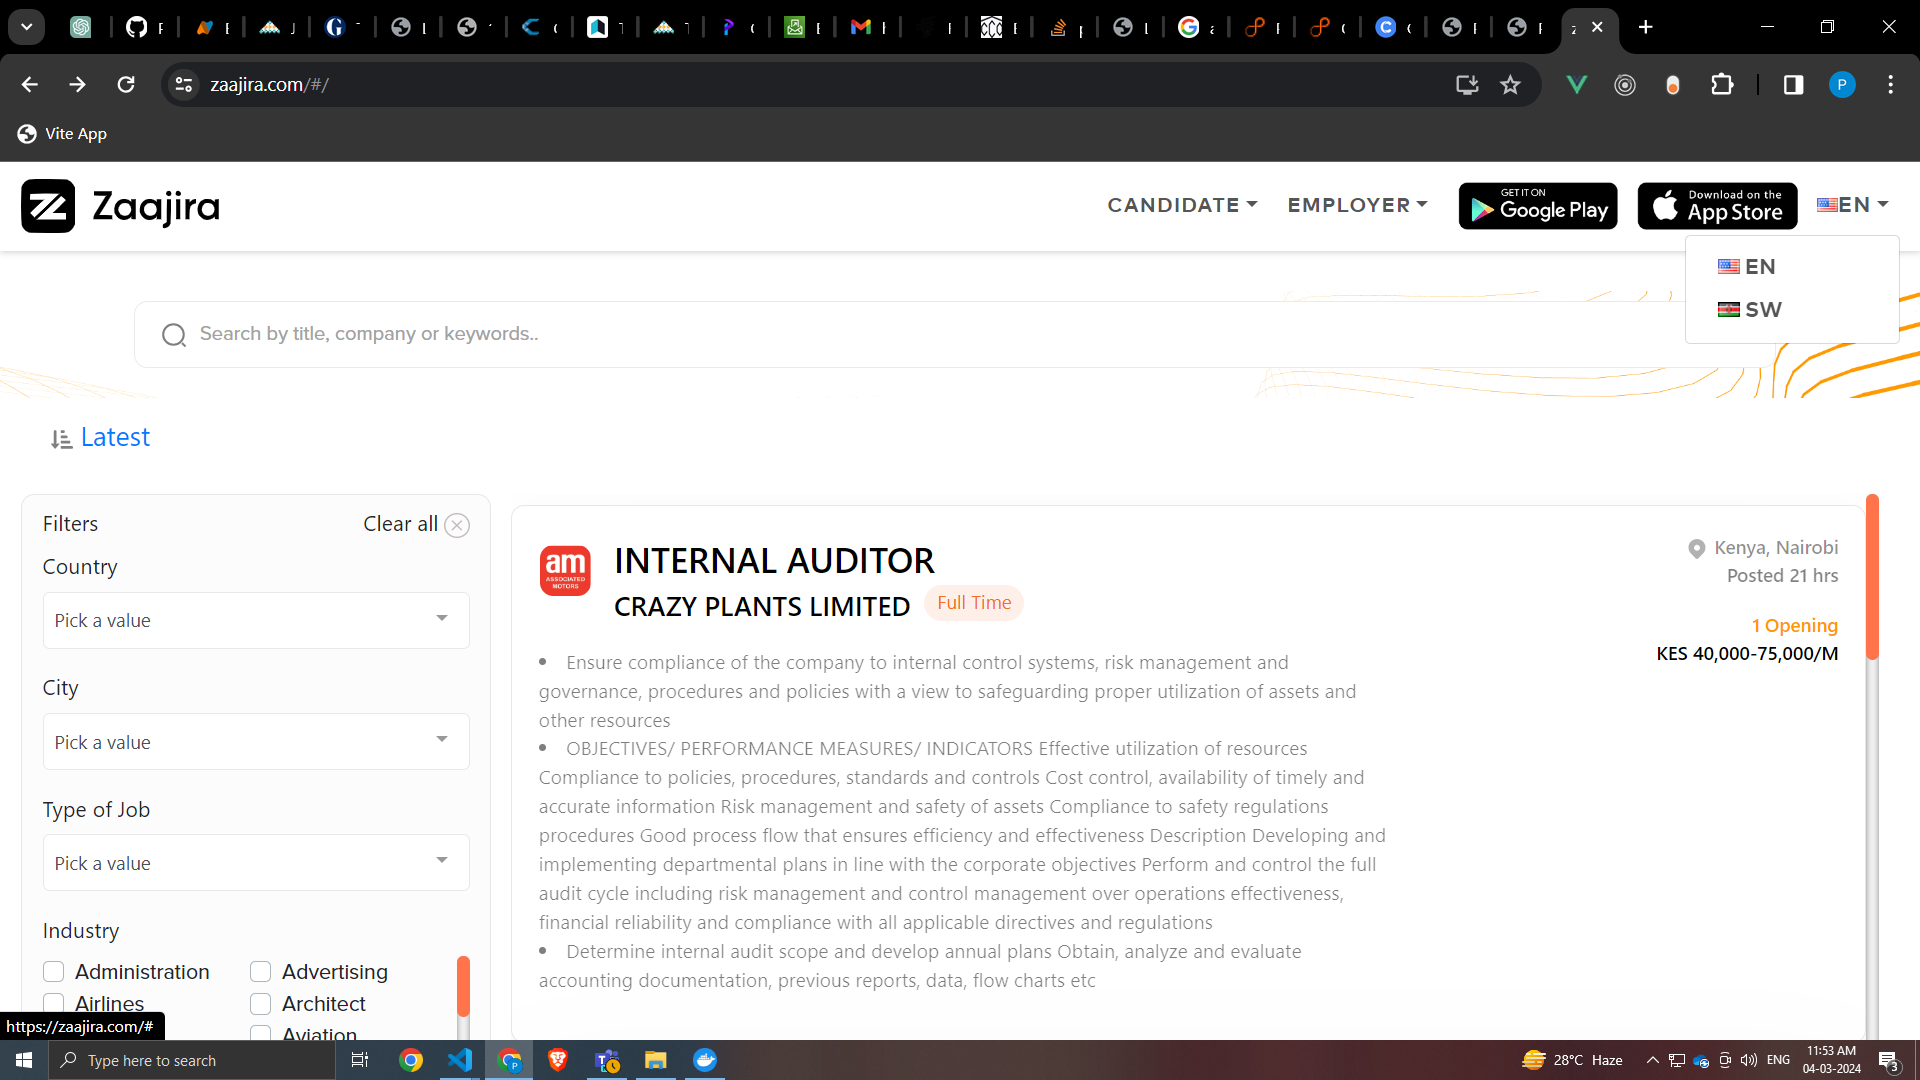 zaajira.com/#/
P
Vite App
Zaajira
CANDIDATE
EMPLOYER
GET IT ON
Google Play
Download on the
App Store
EN
EN
SW
Search by title, company or keywords..
Latest
Filters
Clear all
Country
Pick a value
City
Pick a value
Type of Job
Pick a value
Industry
Administration
Advertising
Airlines
Architect
Aviation
am
ASSOCIATED
MOTORS
INTERNAL AUDITOR
CRAZY PLANTS LIMITED
Full Time
Kenya, Nairobi
Posted 21 hrs
1 Opening
KES 40,000-75,000/M
• Ensure compliance of the company to internal control systems, risk management and
governance, procedures and policies with a view to safeguarding proper utilization of assets and
other resources
• OBJECTIVES/ PERFORMANCE MEASURES/ INDICATORS Effective utilization of resources
Compliance to policies, procedures, standards and controls Cost control, availability of timely and
accurate information Risk management and safety of assets Compliance to safety regulations
procedures Good process flow that ensures efficiency and effectiveness Description Developing and
implementing departmental plans in line with the corporate objectives Perform and control the full
audit cycle including risk management and control management over operations effectiveness,
financial reliability and compliance with all applicable directives and regulations
• Determine internal audit scope and develop annual plans Obtain, analyze and evaluate
accounting documentation, previous reports, data, flow charts etc
https://zaajira.com/#
Type here to search
28°C Haze
ENG
11:53 AM
04-03-2024
3